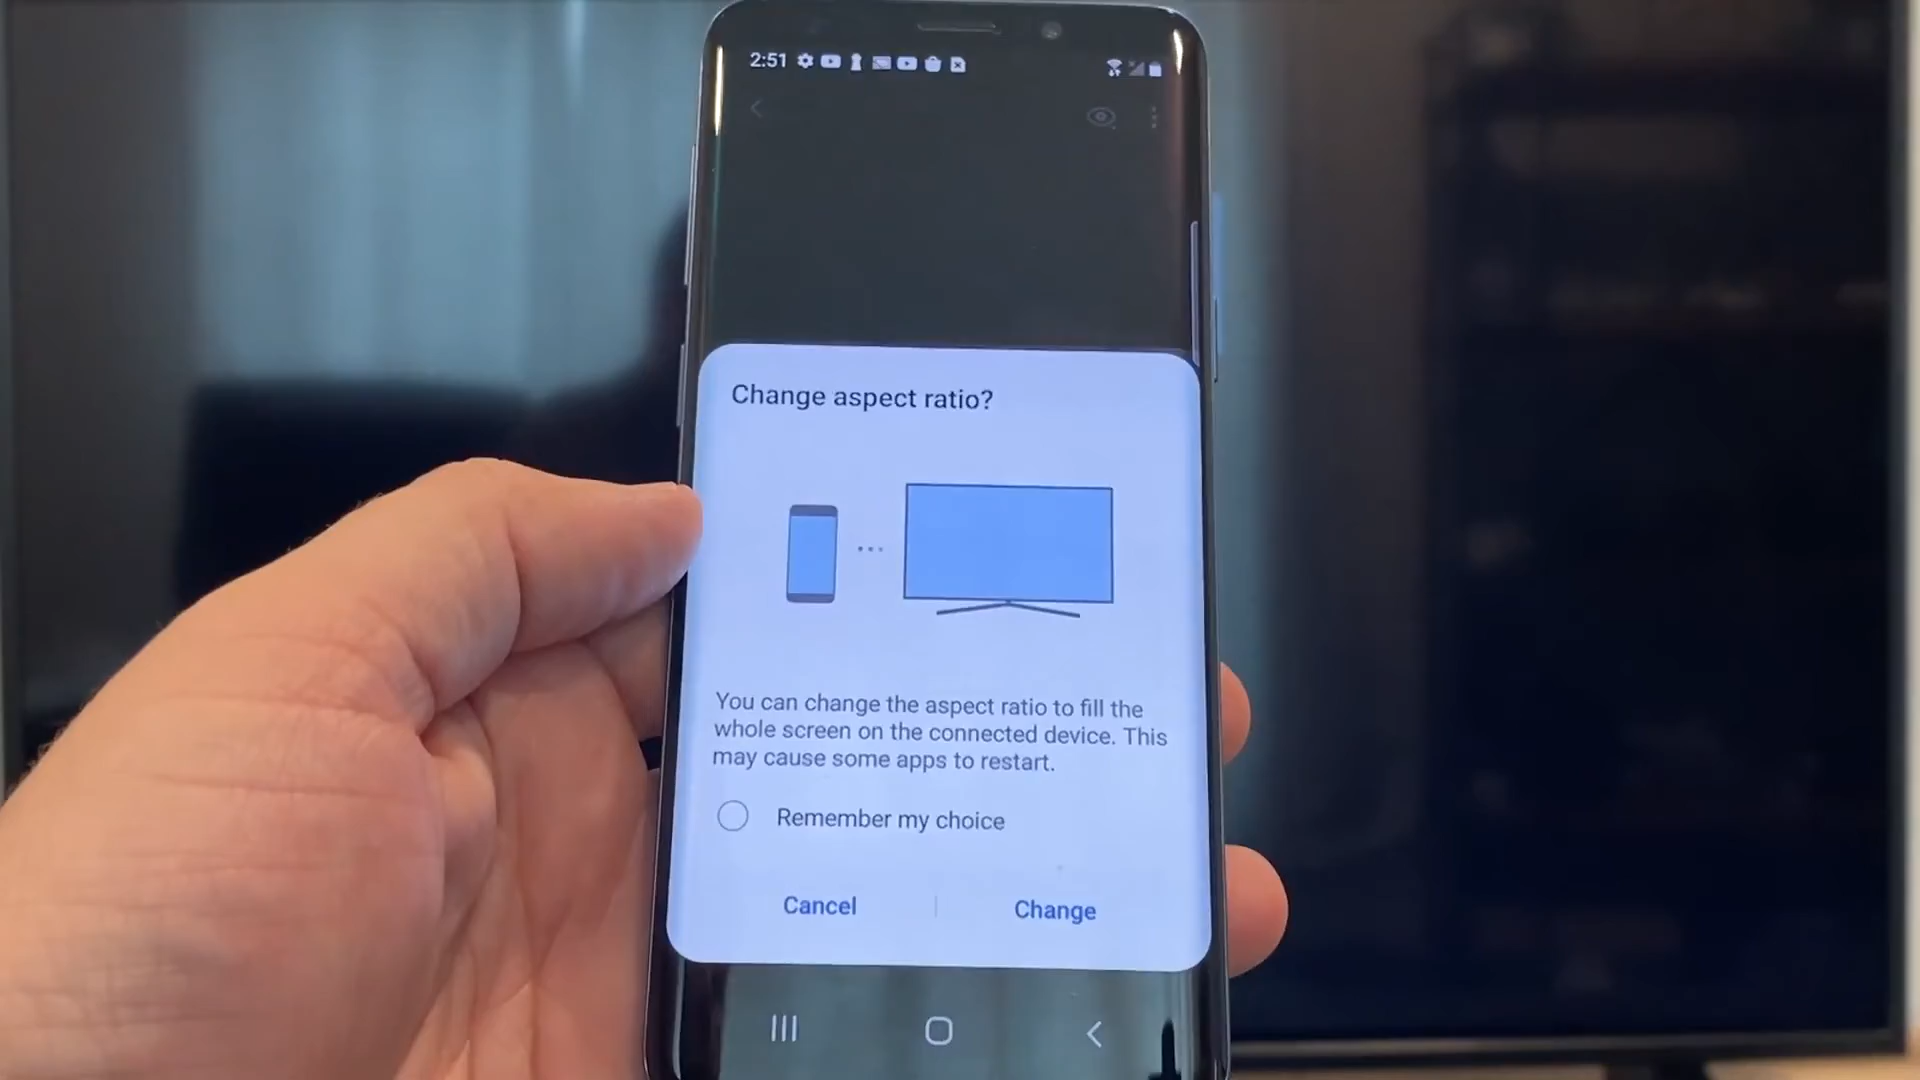 2:51
Change aspect ratio?
You can change the aspect ratio to fill the
whole screen on the connected device. This
may cause some apps to restart.
Remember my choice
Cancel
Change